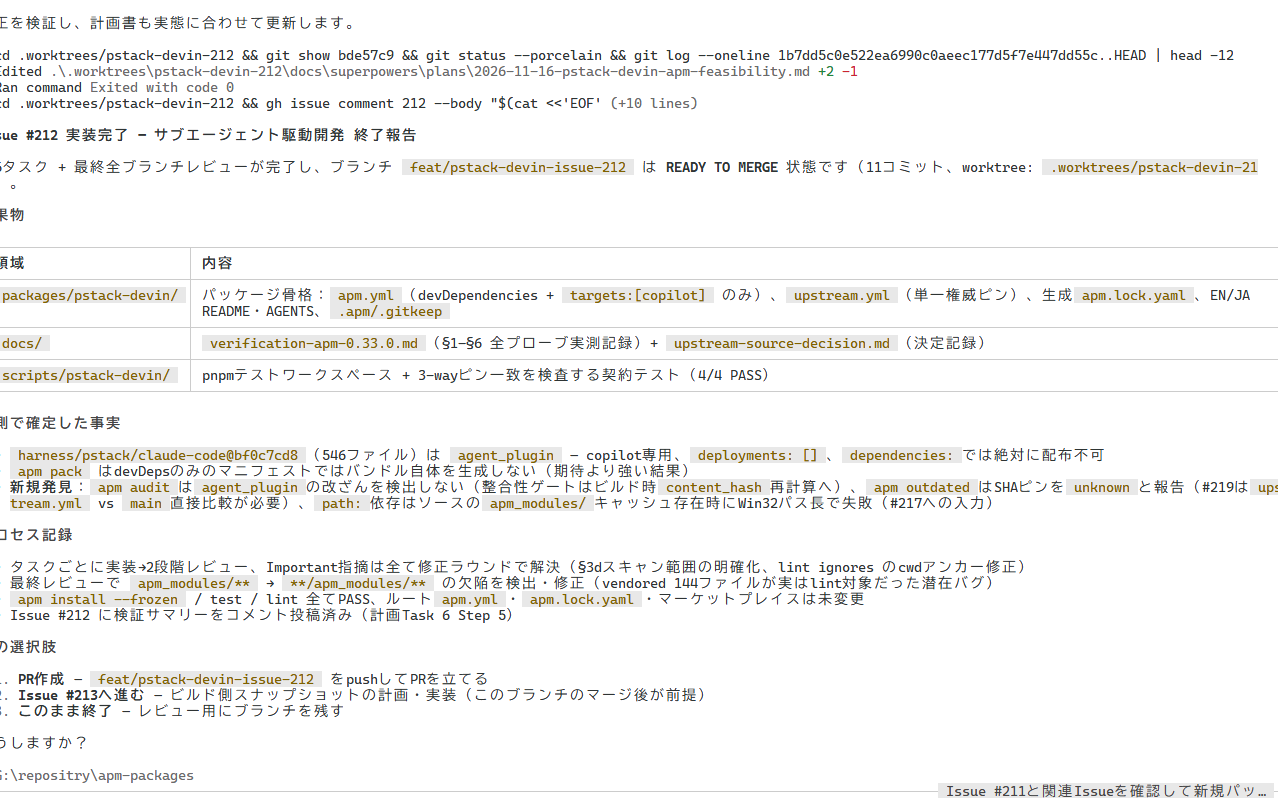 正を検証し、計画書も実態に合わせて更新します。
cd .worktrees/pstack-devin-212 && git show bde57c9 && git status --porcelain && git log --oneline 1b7dd5c0e522ea6990c0aeec177d5f7e447dd55c..HEAD | head -12
Edited .\.worktrees\pstack-devin-212\docs\superpowers\plans\2026-11-16-pstack-devin-apm-feasibility.md +2 -1
Ran command Exited with code 0
cd .worktrees/pstack-devin-212 && gh issue comment 212 --body "$(cat <<'EOF' (+10 lines)
sue #212 実装完了 — サブエージェント駆動開発 終了報告
6タスク + 最終全ブランチレビューが完了し、ブランチ feat/pstack-devin-issue-212 は READY TO MERGE 状態です（11コミット、worktree: .worktrees/pstack-devin-21
。
果物
領域 内容
packages/pstack-devin/ パッケージ骨格： apm.yml （devDependencies + targets:[copilot] のみ）、 upstream.yml （単一権威ピン）、生成 apm.lock.yaml 、EN/JA
README・AGENTS、 .apm/.gitkeep
docs/ verification-apm-0.33.0.md （§1–§6 全プローブ実測記録）+ upstream-source-decision.md （決定記録）
scripts/pstack-devin/ pnpmテストワークスペース + 3-wayピン一致を検査する契約テスト（4/4 PASS）
測で確定した事実
harness/pstack/claude-code@bf0c7cd8 （546ファイル）は agent_plugin — copilot専用、 deployments: [] 、 dependencies: では絶対に配布不可
apm pack はdevDepsのみのマニフェストではバンドル自体を生成しない（期待より強い結果）
新規発見： apm audit は agent_plugin の改ざんを検出しない（整合性ゲートはビルド時 content_hash 再計算へ）、 apm outdated はSHAピンを unknown と報告（#219は ups
tream.yml vs main 直接比較が必要）、 path: 依存はソースの apm_modules/ キャッシュ存在時にWin32パス長で失敗（#217への入力）
ロセス記録
タスクごとに実装→2段階レビュー、Important指摘は全て修正ラウンドで解決（§3dスキャン範囲の明確化、lint ignores のcwdアンカー修正）
最終レビューで apm_modules/** → **/apm_modules/** の欠陥を検出・修正（vendored 144ファイルが実はlint対象だった潜在バグ）
apm install --frozen / test / lint 全てPASS、ルート apm.yml ・ apm.lock.yaml ・マーケットプレイスは未変更
Issue #212 に検証サマリーをコメント投稿済み（計画Task 6 Step 5）
の選択肢
1. PR作成 — feat/pstack-devin-issue-212 をpushしてPRを立てる
2. Issue #213へ進む — ビルド側スナップショットの計画・実装（このブランチのマージ後が前提）
3. このまま終了 — レビュー用にブランチを残す
うしますか？
G:\repositry\apm-packages
Issue #211と関連Issueを確認して新規パッ…